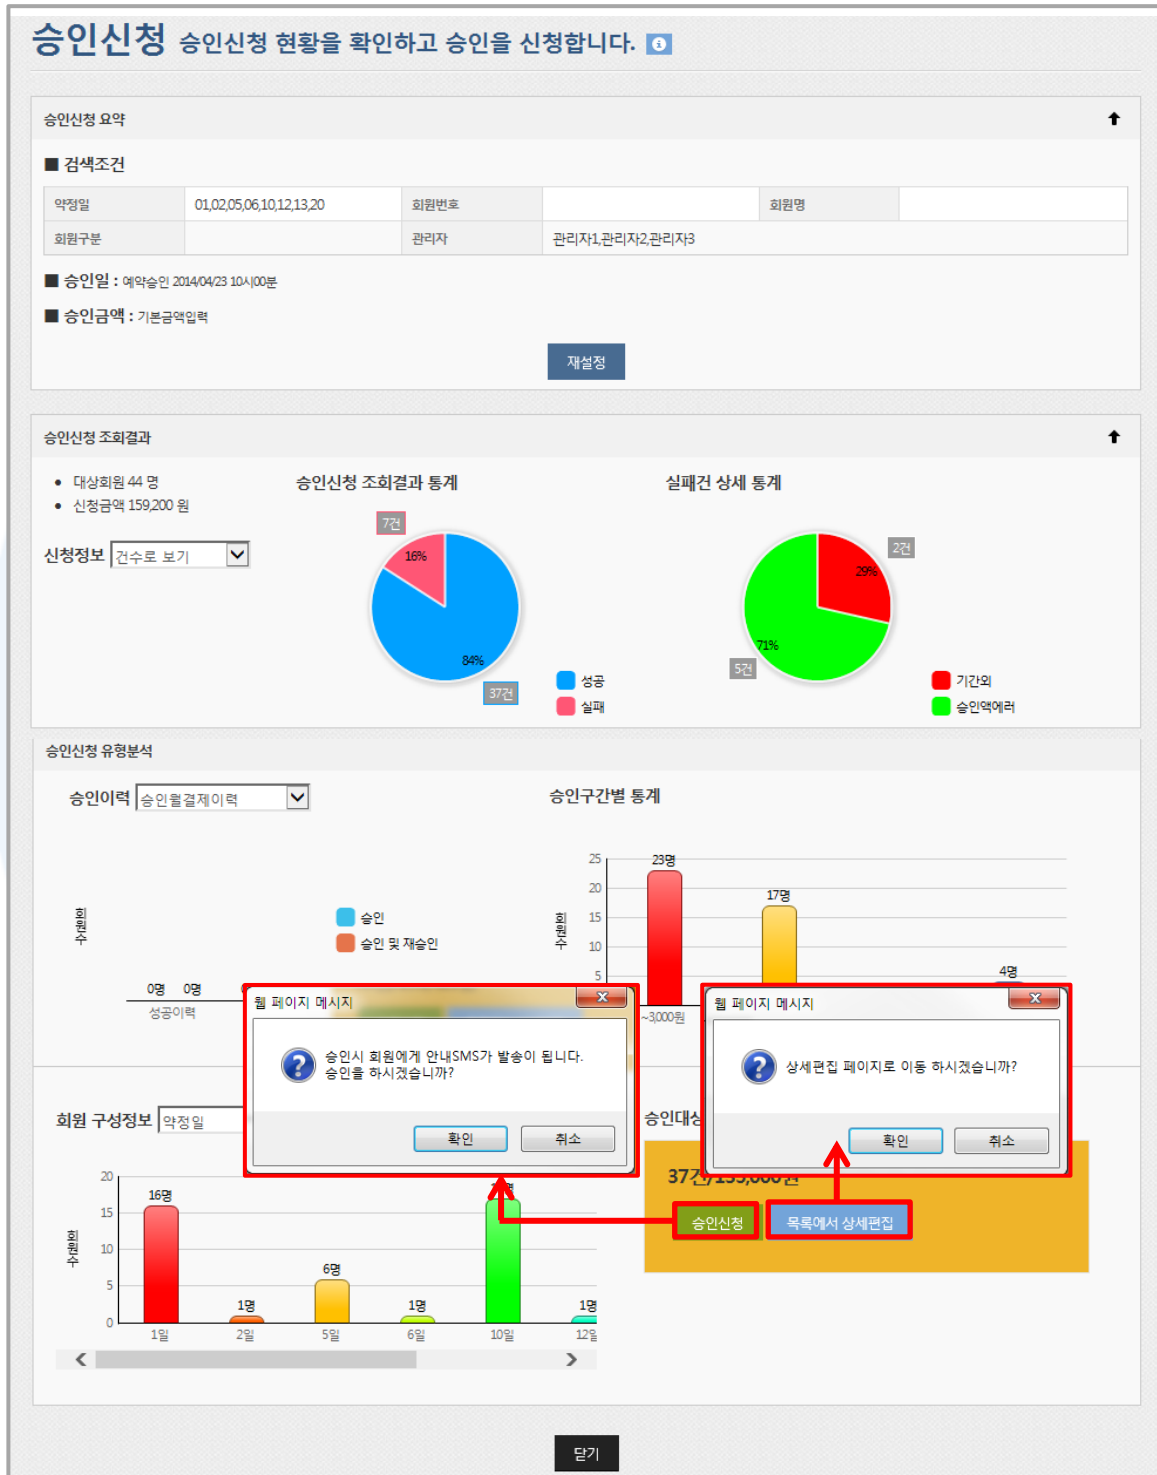 승인신청 승인신청 현황을 확인하고 승인을 신청합니다.
승인신청 요약
■ 검색조건
약정일 01,02,05,06,10,12,13,20 회원번호 회원명
회원구분 관리자 관리자1,관리자2,관리자3
■ 승인일 : 예약승인 2014/04/23 10시00분
■ 승인금액 : 기본금액입력
재설정
승인신청 조회결과
• 대상회원 44 명
• 신청금액 159,200 원
신청정보 건수로 보기
승인신청 조회결과 통계
7건
16%
84%
37건
성공
실패
실패건 상세 통계
2건
29%
71%
5건
기간외
승인액에러
승인신청 유형분석
승인이력 승인월결제이력
회원수
0명 0명
성공이력
승인
승인 및 재승인
승인구간별 통계
회원수
25
20
15
10
5
23명
17명
4명
~3,000원
웹 페이지 메시지
승인시 회원에게 안내SMS가 발송이 됩니다.
승인을 하시겠습니까?
확인 취소
웹 페이지 메시지
상세편집 페이지로 이동 하시겠습니까?
확인 취소
회원 구성정보 약정일
회원수
20
15
10
5
0
16명
1명
6명
1명
1명
1일 2일 5일 6일 10일 12일
승인대상
승인신청 목록에서 상세편집
닫기